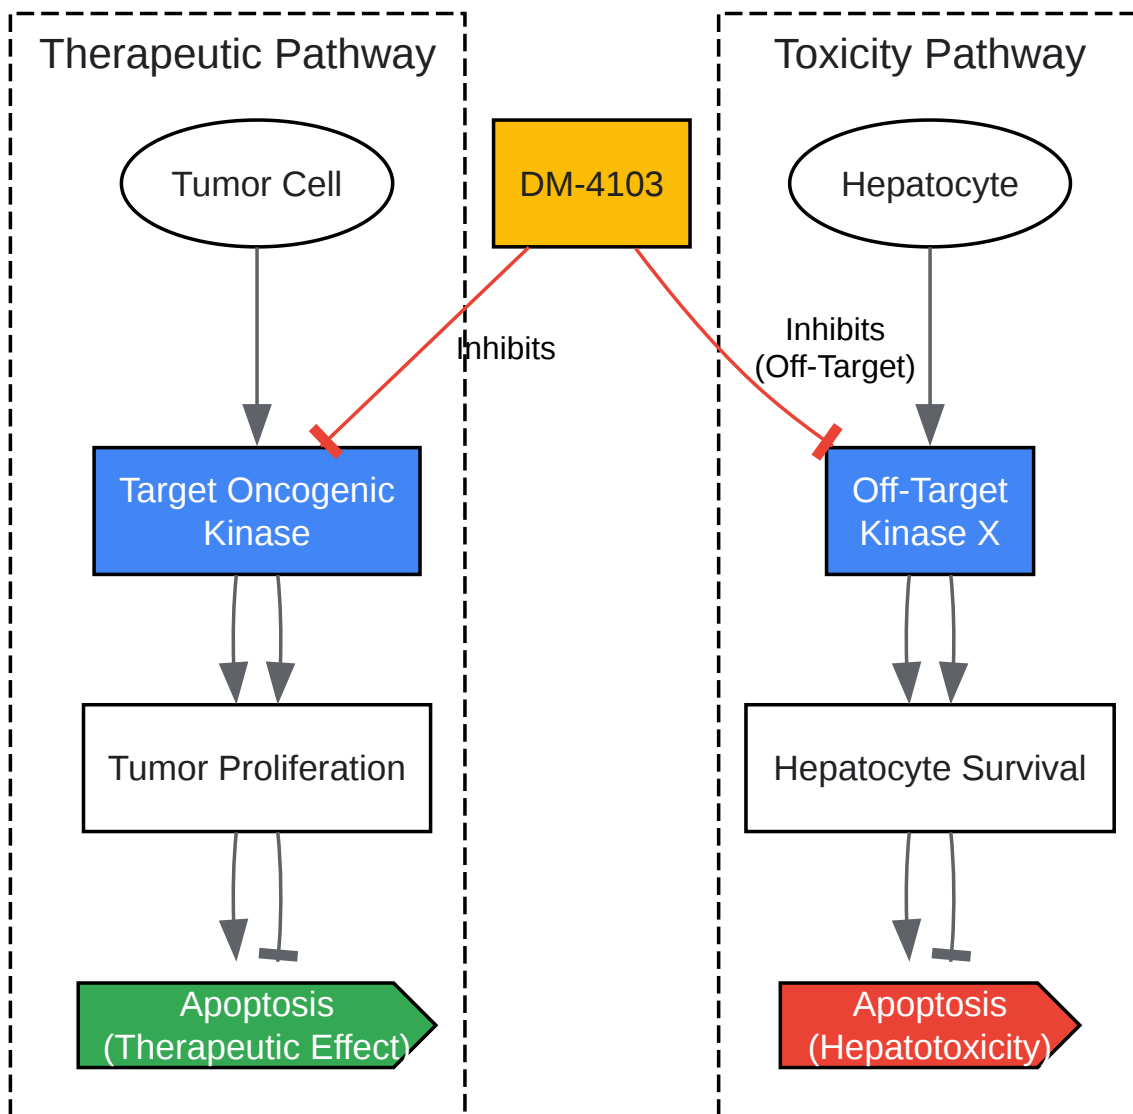 Therapeutic Pathway
Toxicity Pathway
Tumor Cell
DM-4103
Hepatocyte
Inhibits
Inhibits
(Off-Target)
Target Oncogenic
Kinase
Off-Target
Kinase X
Tumor Proliferation
Hepatocyte Survival
Apoptosis
(Therapeutic Effect)
Apoptosis
(Hepatotoxicity)